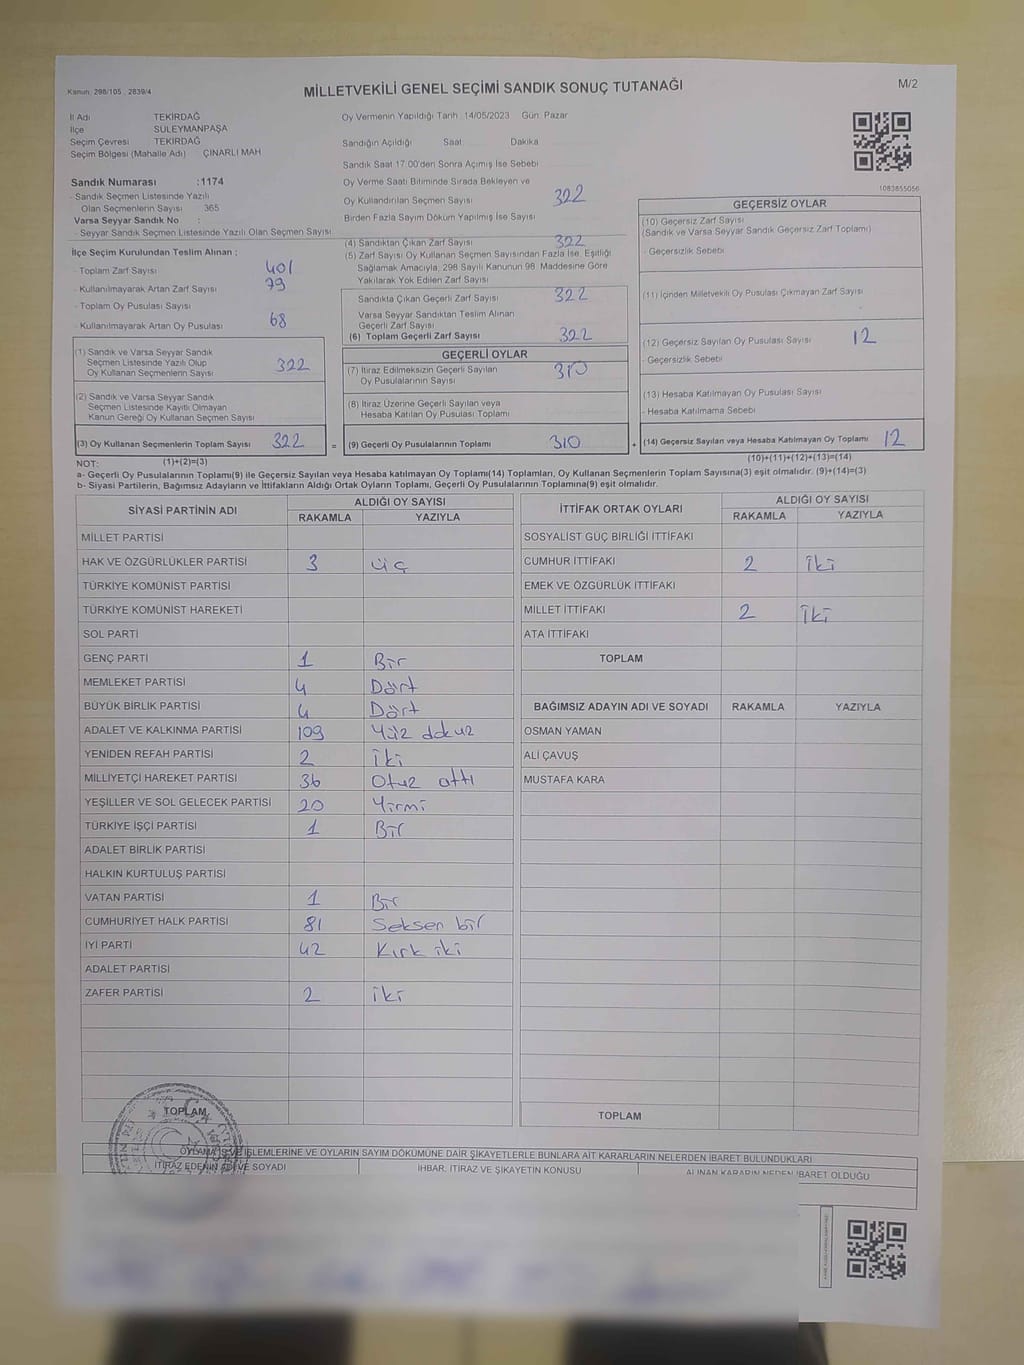 Kanun, 298/105 , 2839/4
MİLLETVEKİLİ GENEL SEÇİMİ SANDIK SONUÇ TUTANAĞI
M/2
İl Adı TEKİRDAĞ
İlçe SÜLEYMANPAŞA
Seçim Çevresi TEKİRDAĞ
Seçim Bölgesi (Mahalle Adı) ÇINARLI MAH
Sandık Numarası :1174
- Sandık Seçmen Listesinde Yazılı
Olan Seçmenlerin Sayısı 365
Varsa Seyyar Sandık No :
- Seyyar Sandık Seçmen Listesinde Yazılı Olan Seçmen Sayısı
İlçe Seçim Kurulundan Teslim Alınan ;
- Toplam Zarf Sayısı 401
- Kullanılmayarak Artan Zarf Sayısı 79
- Toplam Oy Pusulası Sayısı
- Kullanılmayarak Artan Oy Pusulası 68
(1) Sandık ve Varsa Seyyar Sandık
Seçmen Listesinde Yazılı Olup
Oy Kullanan Seçmenlerin Sayısı 322
(2) Sandık ve Varsa Seyyar Sandık
Seçmen Listesinde Kayıtlı Olmayan
Kanun Gereği Oy Kullanan Seçmen Sayısı
(3) Oy Kullanan Seçmenlerin Toplam Sayısı 322 =
(1)+(2)=(3)
Oy Vermenin Yapıldığı Tarih 14/05/2023 Gün: Pazar
Sandığın Açıldığı Saat: Dakika
Sandık Saat 17:00'den Sonra Açımış İse Sebebi
Oy Verme Saati Bitiminde Sırada Bekleyen ve
Oy Kullandırılan Seçmen Sayısı 322
Birden Fazla Sayım Döküm Yapılmış İse Sayısı
(4) Sandıktan Çıkan Zarf Sayısı 322
(5) Zarf Sayısı Oy Kullanan Seçmen Sayısından Fazla İse, Eşitliği
Sağlamak Amacıyla, 298 Sayılı Kanunun 98. Maddesine Göre
Yakılarak Yok Edilen Zarf Sayısı
Sandıkta Çıkan Geçerli Zarf Sayısı 322
Varsa Seyyar Sandıktan Teslim Alınan
Geçerli Zarf Sayısı
(6) Toplam Geçerli Zarf Sayısı 322
GEÇERLİ OYLAR
(7) İtiraz Edilmeksizin Geçerli Sayılan
Oy Pusulalarının Sayısı 310
(8) İtiraz Üzerine Geçerli Sayılan veya
Hesaba Katılan Oy Pusulası Toplamı
(9) Geçerli Oy Pusulalarının Toplamı 310 +
1083855056
GEÇERSİZ OYLAR
(10) Geçersiz Zarf Sayısı
(Sandık ve Varsa Seyyar Sandık Geçersiz Zarf Toplamı)
- Geçersizlik Sebebi
(11) İçinden Milletvekili Oy Pusulası Çıkmayan Zarf Sayısı
(12) Geçersiz Sayılan Oy Pusulası Sayısı 12
- Geçersizlik Sebebi
(13) Hesaba Katılmayan Oy Pusulası Sayısı
- Hesaba Katılmama Sebebi
(14) Geçersiz Sayılan veya Hesaba Katılmayan Oy Toplamı 12
(10)+(11)+(12)+(13)=(14)
NOT:
a- Geçerli Oy Pusulalarının Toplamı(9) ile Geçersiz Sayılan veya Hesaba katılmayan Oy Toplamı(14) Toplamları, Oy Kullanan Seçmenlerin Toplam Sayısına(3) eşit olmalıdır. (9)+(14)=(3)
b- Siyasi Partilerin, Bağımsız Adayların ve İttifakların Aldığı Ortak Oyların Toplamı, Geçerli Oy Pusulalarının Toplamına(9) eşit olmalıdır.
SİYASİ PARTİNİN ADI ALDIĞI OY SAYISI
RAKAMLA YAZIYLA
MİLLET PARTİSİ
HAK VE ÖZGÜRLÜKLER PARTİSİ 3 üç
TÜRKİYE KOMÜNİST PARTİSİ
TÜRKİYE KOMÜNİST HAREKETİ
SOL PARTİ
GENÇ PARTİ 1 Bir
MEMLEKET PARTİSİ 4 Dört
BÜYÜK BİRLİK PARTİSİ 4 Dört
ADALET VE KALKINMA PARTİSİ 109 Yüz dokuz
YENİDEN REFAH PARTİSİ 2 iki
MİLLİYETÇİ HAREKET PARTİSİ 36 Otuz altı
YEŞİLLER VE SOL GELECEK PARTİSİ 20 Yirmi
TÜRKİYE İŞÇİ PARTİSİ 1 Bir
ADALET BİRLİK PARTİSİ
HALKIN KURTULUŞ PARTİSİ
VATAN PARTİSİ 1 Bir
CUMHURİYET HALK PARTİSİ 81 Seksen bir
İYİ PARTİ 42 Kırk iki
ADALET PARTİSİ
ZAFER PARTİSİ 2 iki
TOPLAM
İTTİFAK ORTAK OYLARI ALDIĞI OY SAYISI
RAKAMLA YAZIYLA
SOSYALİST GÜÇ BİRLİĞİ İTTİFAKI
CUMHUR İTTİFAKI 2 iki
EMEK VE ÖZGÜRLÜK İTTİFAKI
MİLLET İTTİFAKI 2 iki
ATA İTTİFAKI
TOPLAM
BAĞIMSIZ ADAYIN ADI VE SOYADI RAKAMLA YAZIYLA
OSMAN YAMAN
ALİ ÇAVUŞ
MUSTAFA KARA
TOPLAM
OYLAMA İŞ VE İŞLEMLERİNE VE OYLARIN SAYIM DÖKÜMÜNE DAİR ŞİKAYETLERLE BUNLARA AİT KARARLARIN NELERDEN İBARET BULUNDUKLARI
İTİRAZ EDENİN ADI VE SOYADI İHBAR, İTİRAZ VE ŞİKAYETİN KONUSU ALINAN KARARIN NEDEN İBARET OLDUĞU